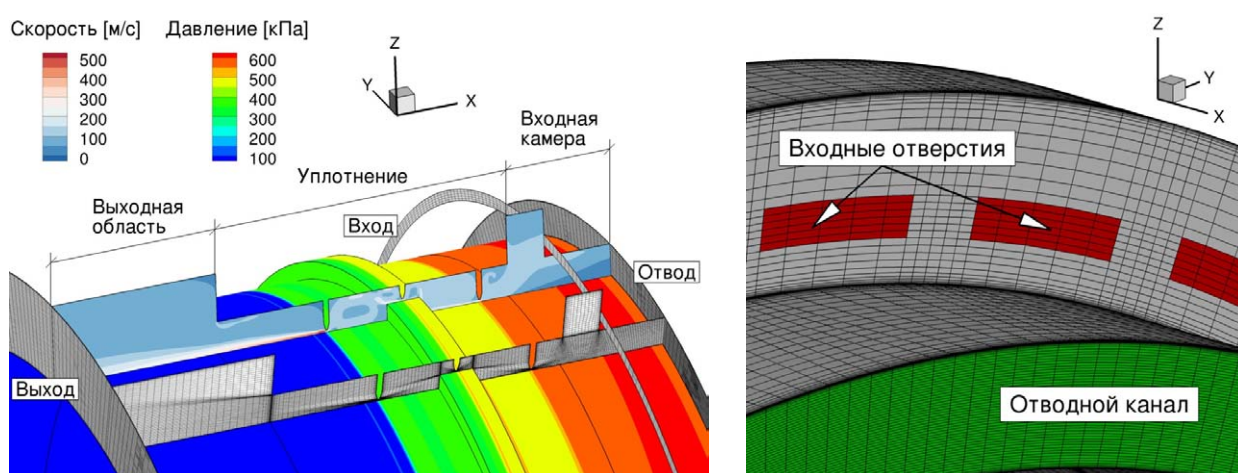 Скорость [м/с]
500
400
300
200
100
0
Давление [кПа]
600
500
400
300
200
100
Z
Y
X
Входная
камера
Уплотнение
Выходная
область
Вход
Отвод
Выход
Z
Y
X
Входные отверстия
Отводной канал